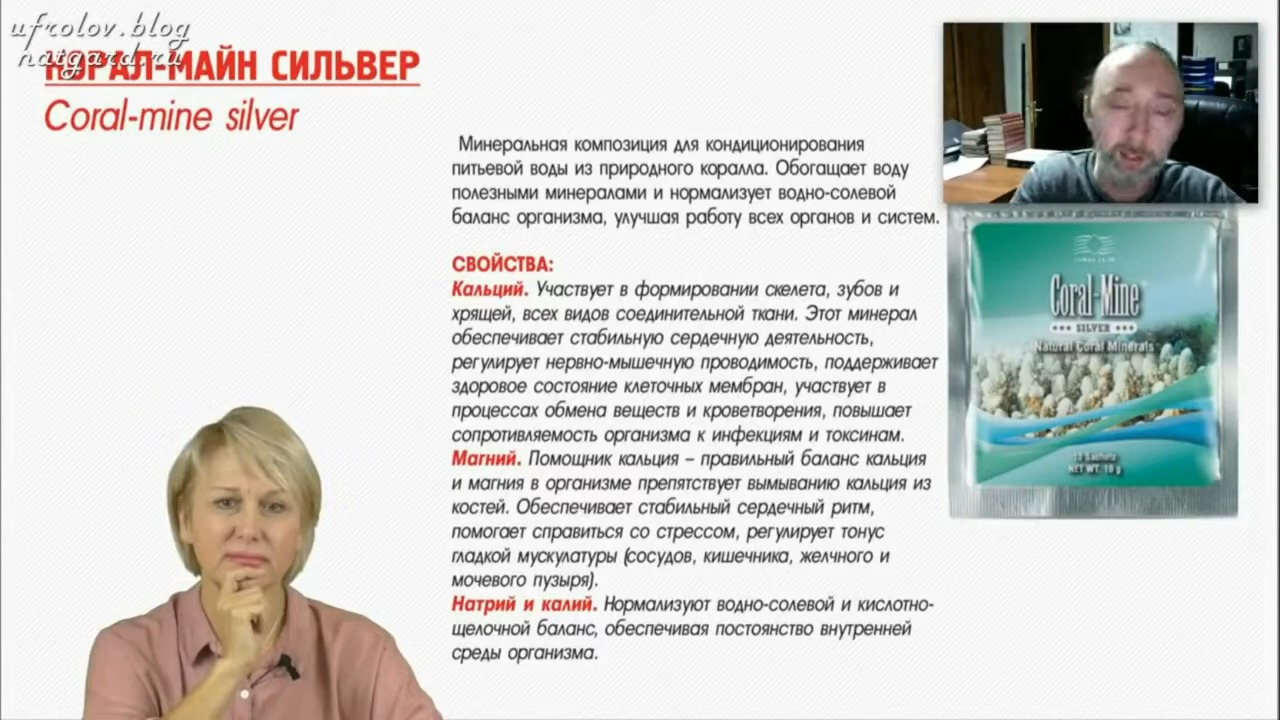 ufrolov.blog
natgard.ru
КОРАЛ-МАЙН СИЛЬВЕР
Coral-mine silver
Минеральная композиция для кондиционирования
питьевой воды из природного коралла. Обогащает воду
полезными минералами и нормализует водно-солевой
баланс организма, улучшая работу всех органов и систем.
СВОЙСТВА:
Кальций. Участвует в формировании скелета, зубов и
хрящей, всех видов соединительной ткани. Этот минерал
обеспечивает стабильную сердечную деятельность,
регулирует нервно-мышечную проводимость, поддерживает
здоровое состояние клеточных мембран, участвует в
процессах обмена веществ и кроветворения, повышает
сопротивляемость организма к инфекциям и токсинам.
Магний. Помощник кальция – правильный баланс кальция
и магния в организме препятствует вымыванию кальция из
костей. Обеспечивает стабильный сердечный ритм,
помогает справиться со стрессом, регулирует тонус
гладкой мускулатуры (сосудов, кишечника, желчного и
мочевого пузыря).
Натрий и калий. Нормализуют водно-солевой и кислотно-
щелочной баланс, обеспечивая постоянство внутренней
среды организма.
Coral-Mine
SILVER
Natural Coral Minerals
NET WT. 10 g